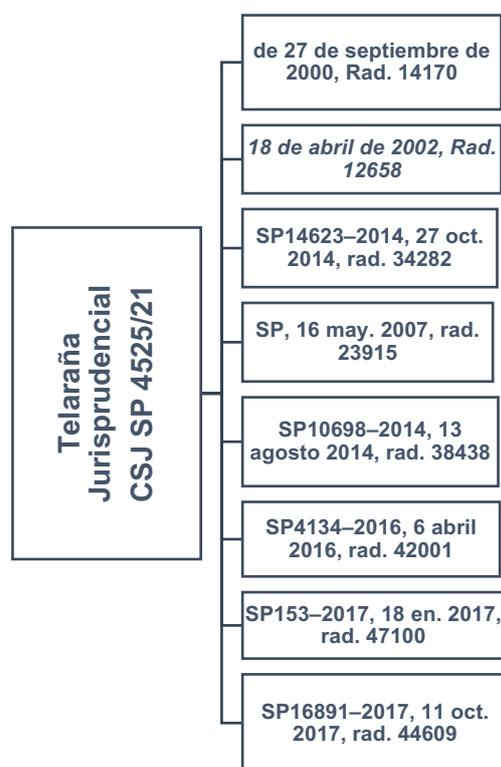 Telaraña
Jurisprudencial
CSJ SP 4525/21
de 27 de septiembre de
2000, Rad. 14170
18 de abril de 2002, Rad.
12658
SP14623–2014, 27 oct.
2014, rad. 34282
SP, 16 may. 2007, rad.
23915
SP10698–2014, 13
agosto 2014, rad. 38438
SP4134–2016, 6 abril
2016, rad. 42001
SP153–2017, 18 en. 2017,
rad. 47100
SP16891–2017, 11 oct.
2017, rad. 44609